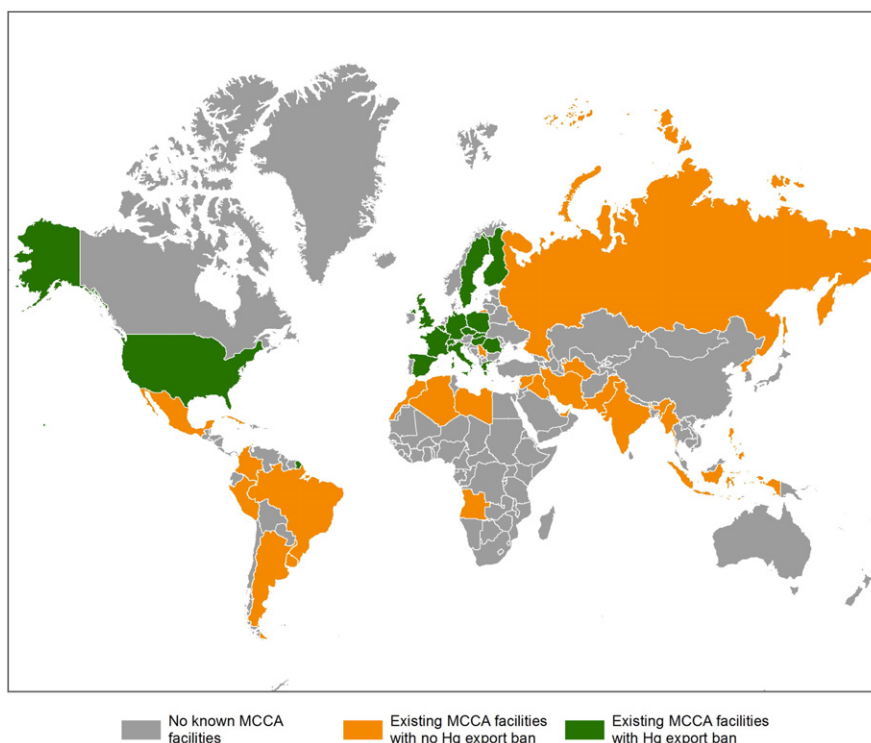 No known MCCA
facilities
Existing MCCA facilities
with no Hg export ban
Existing MCCA facilities
with Hg export ban